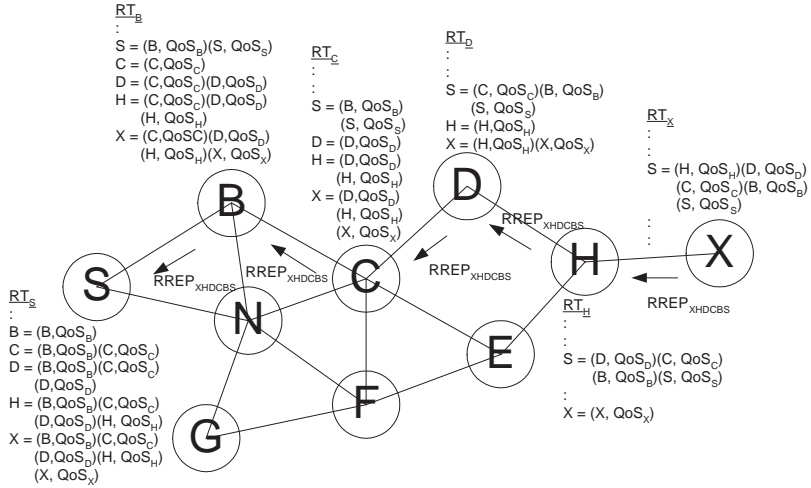 RT_B
:
S = (B, QoS_B)(S, QoS_S)
C = (C,QoS_C)
D = (C,QoS_C)(D,QoS_D)
H = (C,QoS_C)(D,QoS_D)
(H, QoS_H)
X = (C,QoSC)(D,QoS_D)
(H, QoS_H)(X, QoS_X)
RT_C
:
:
S = (B, QoS_B)
(S, QoS_S)
D = (D,QoS_D)
H = (D,QoS_D)
(H, QoS_H)
X = (D,QoS_D)
(H, QoS_H)
(X, QoS_X)
RT_D
:
:
:
S = (C, QoS_C)(B, QoS_B)
(S, QoS_S)
H = (H,QoS_H)
X = (H,QoS_H)(X,QoS_X)
RT_X
:
:
:
S = (H, QoS_H)(D, QoS_D)
(C, QoS_C)(B, QoS_B)
(S, QoS_S)
:
:
B
D
S
N
C
H
X
E
G
F
RREP_XHDCBS
RREP_XHDCBS
RREP_XHDCBS
RREP_XHDCBS
RREP_XHDCBS
RT_S
:
B = (B,QoS_B)
C = (B,QoS_B)(C,QoS_C)
D = (B,QoS_B)(C,QoS_C)
(D,QoS_D)
H = (B,QoS_B)(C,QoS_C)
(D,QoS_D)(H, QoS_H)
X = (B,QoS_B)(C,QoS_C)
(D,QoS_D)(H, QoS_H)
(X, QoS_X)
RT_H
:
:
S = (D, QoS_D)(C, QoS_C)
(B, QoS_B)(S, QoS_S)
:
X = (X, QoS_X)